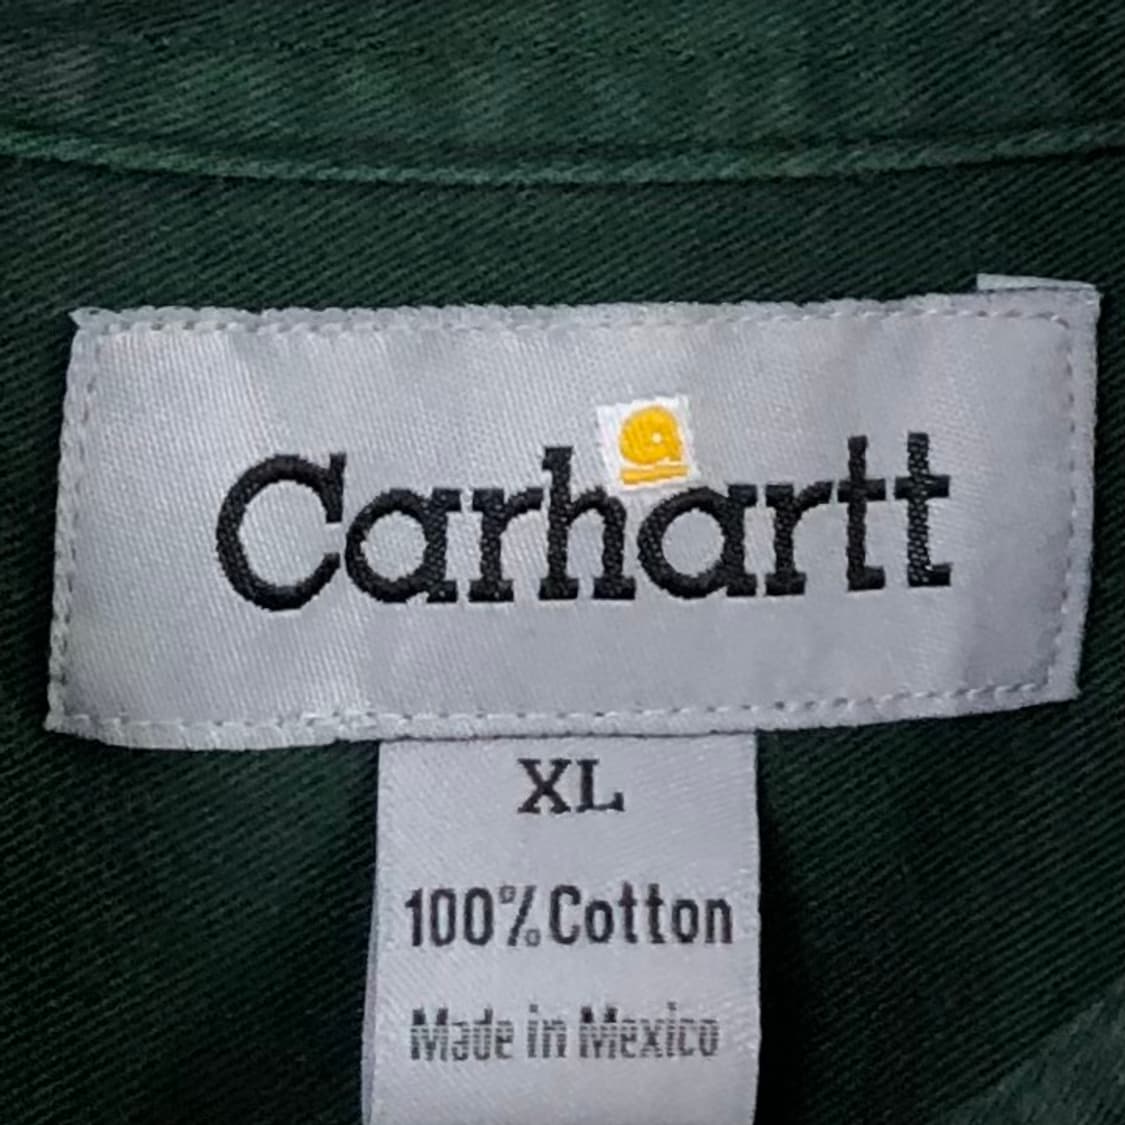 Carhartt
XL
100% Cotton
Made in Mexico